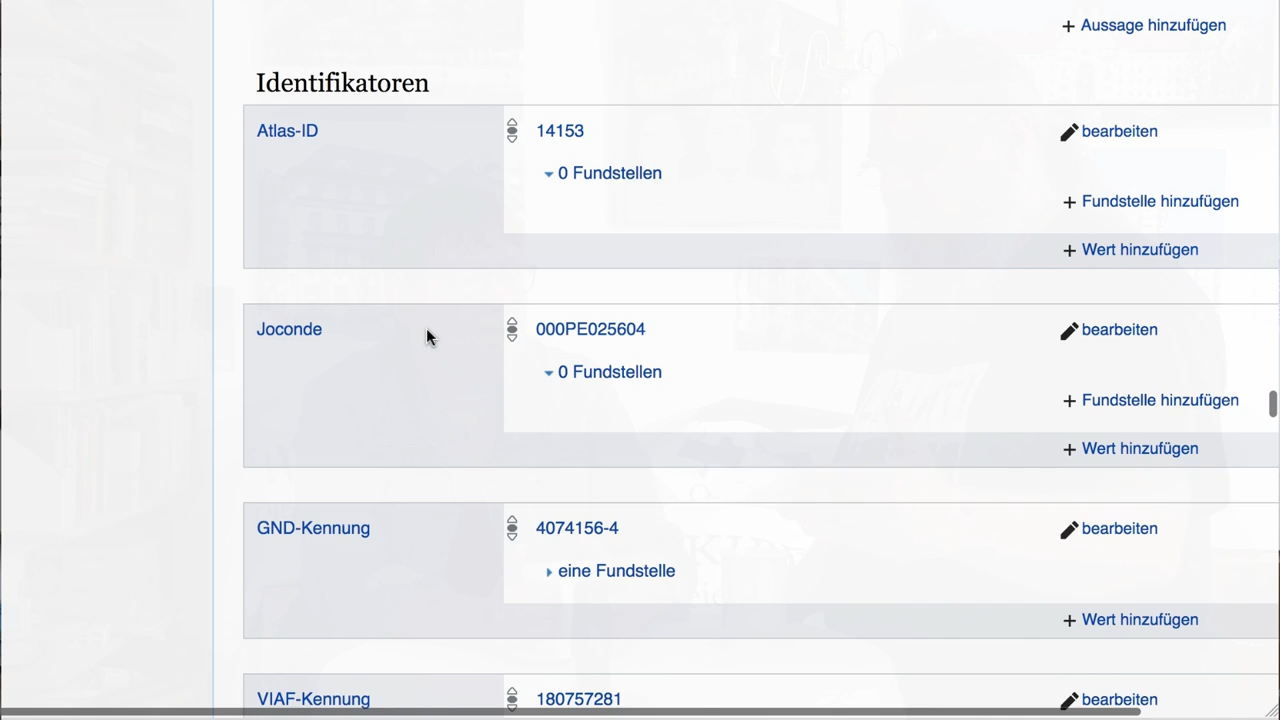 + Aussage hinzufügen
Identifikatoren
Atlas-ID
14153
bearbeiten
0 Fundstellen
+ Fundstelle hinzufügen
+ Wert hinzufügen
Joconde
000PE025604
bearbeiten
0 Fundstellen
+ Fundstelle hinzufügen
+ Wert hinzufügen
GND-Kennung
4074156-4
bearbeiten
eine Fundstelle
+ Wert hinzufügen
VIAF-Kennung
180757281
bearbeiten